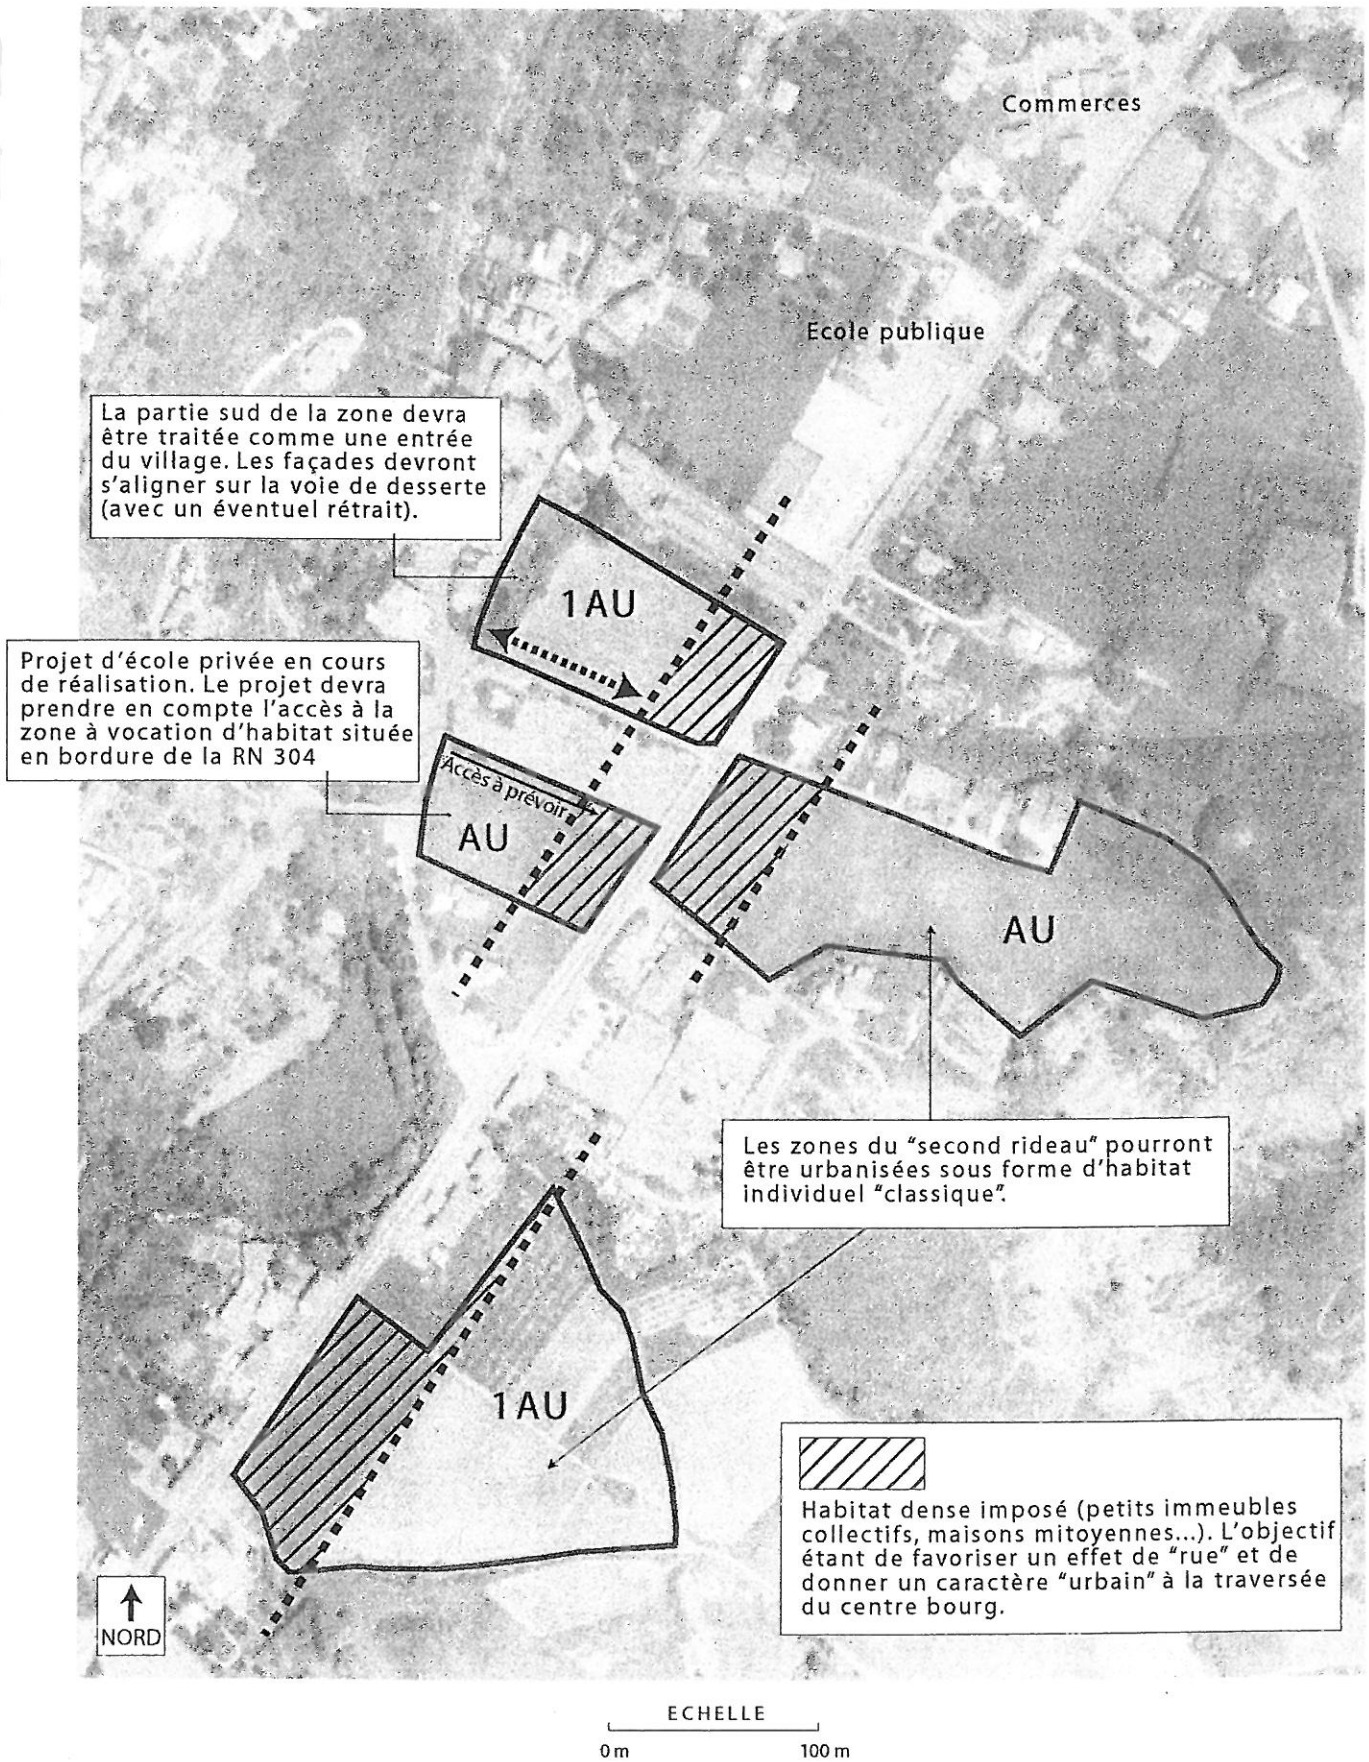 Commerces
Ecole publique
La partie sud de la zone devra
être traitée comme une entrée
du village. Les façades devront
s'aligner sur la voie de desserte
(avec un éventuel rétrait).
1AU
Projet d'école privée en cours
de réalisation. Le projet devra
prendre en compte l'accès à la
zone à vocation d'habitat située
en bordure de la RN 304
Accès à prévoir
AU
AU
Les zones du "second rideau" pourront
être urbanisées sous forme d'habitat
individuel "classique".
1AU
Habitat dense imposé (petits immeubles
collectifs, maisons mitoyennes...). L'objectif
étant de favoriser un effet de "rue" et de
donner un caractère "urbain" à la traversée
du centre bourg.
NORD
ECHELLE
0 m 100 m